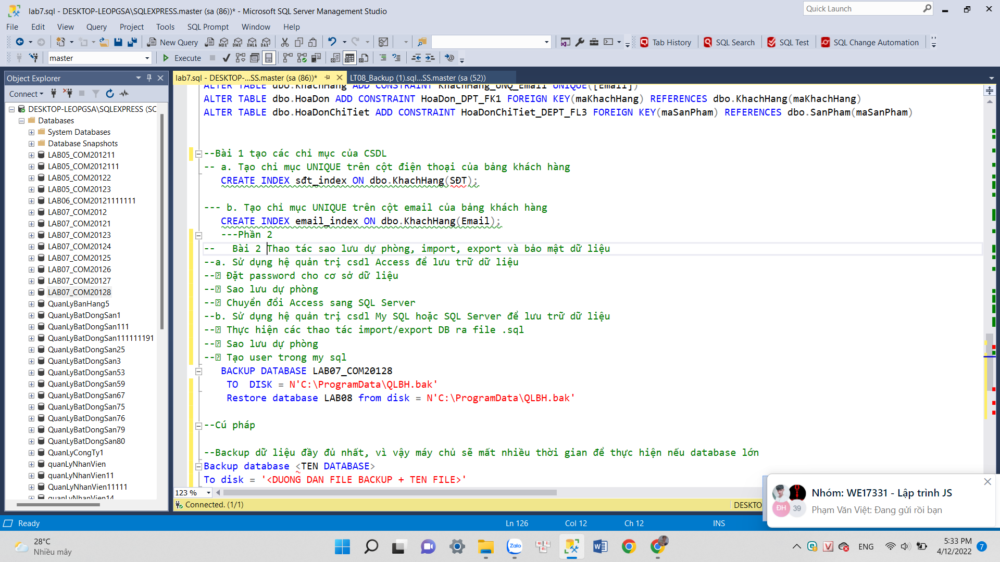 lab7.sql - DESKTOP-LEOPGSA\SQLEXPRESS.master (sa (86))* - Microsoft SQL Server Management Studio
Quick Launch
File Edit View Query Project Tools SQL Prompt Window Help
New Query MDX DMX XMLA DAX Tab History SQL Search SQL Test SQL Change Automation
master Execute
Object Explorer
Connect
DESKTOP-LEOPGSA\SQLEXPRESS (SC
Databases
System Databases
Database Snapshots
LAB05_COM201211
LAB05_COM2012111
LAB05_COM20122
LAB05_COM20123
LAB06_COM20121111111
LAB07_COM2012
LAB07_COM20121
LAB07_COM20123
LAB07_COM20124
LAB07_COM20125
LAB07_COM20126
LAB07_COM20127
LAB07_COM20128
QuanLyBanHang5
QuanLyBatDongSan1
QuanLyBatDongSan111
QuanLyBatDongSan111111191
QuanLyBatDongSan25
QuanLyBatDongSan3
QuanLyBatDongSan53
QuanLyBatDongSan59
QuanLyBatDongSan67
QuanLyBatDongSan75
QuanLyBatDongSan76
QuanLyBatDongSan79
QuanLyBatDongSan80
QuanLyCongTy1
quanLyNhanVien
quanLyNhanVien11
QuanLyNhanVien11111
quanLyNhanVien14
lab7.sql - DESKTOP-...SS.master (sa (86))* LT08_Backup (1).sql...SS.master (sa (52))
ALTER TABLE dbo.KhachHang ADD CONSTRAINT KhachHang_UNQ_Email UNIQUE([Email])
ALTER TABLE dbo.HoaDon ADD CONSTRAINT HoaDon_DPT_FK1 FOREIGN KEY(maKhachHang) REFERENCES dbo.KhachHang(maKhachHang)
ALTER TABLE dbo.HoaDonChiTiet ADD CONSTRAINT HoaDonChiTiet_DEPT_FL3 FOREIGN KEY(maSanPham) REFERENCES dbo.SanPham(maSanPham)
--Bài 1 tạo các chỉ mục của CSDL
-- a. Tạo chỉ mục UNIQUE trên cột điện thoại của bảng khách hàng
CREATE INDEX sđt_index ON dbo.KhachHang(SĐT);
--- b. Tạo chỉ mục UNIQUE trên cột email của bảng khách hàng
CREATE INDEX email_index ON dbo.KhachHang(Email);
---Phần 2
-- Bài 2 Thao tác sao lưu dự phòng, import, export và bảo mật dữ liệu
--a. Sử dụng hệ quản trị csdl Access để lưu trữ dữ liệu
-- Đặt password cho cơ sở dữ liệu
-- Sao lưu dự phòng
-- Chuyển đổi Access sang SQL Server
--b. Sử dụng hệ quản trị csdl My SQL hoặc SQL Server để lưu trữ dữ liệu
-- Thực hiện các thao tác import/export DB ra file .sql
-- Sao lưu dự phòng
-- Tạo user trong my sql
BACKUP DATABASE LAB07_COM20128
TO DISK = N'C:\ProgramData\QLBH.bak'
Restore database LAB08 from disk = N'C:\ProgramData\QLBH.bak'
--Cú pháp
--Backup dữ liệu đầy đủ nhất, vì vậy máy chủ sẽ mất nhiều thời gian để thực hiện nếu database lớn
Backup database <TEN DATABASE>
To disk = '<DUONG DAN FILE BACKUP + TEN FILE>'
123 %
Connected. (1/1) DESKTO
Nhóm: WE17331 - Lập trình JS
ĐH 39 Phạm Văn Việt: Đang gửi rồi bạn
Ready Ln 126 Col 12 Ch 12 INS
28°C
Nhiều mây
Zalo
ENG
5:33 PM
4/12/2022
7